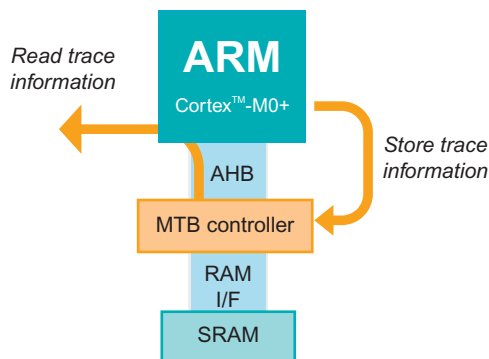 Read trace
information
ARM
Cortex™-M0+
Store trace
information
AHB
MTB controller
RAM
I/F
SRAM